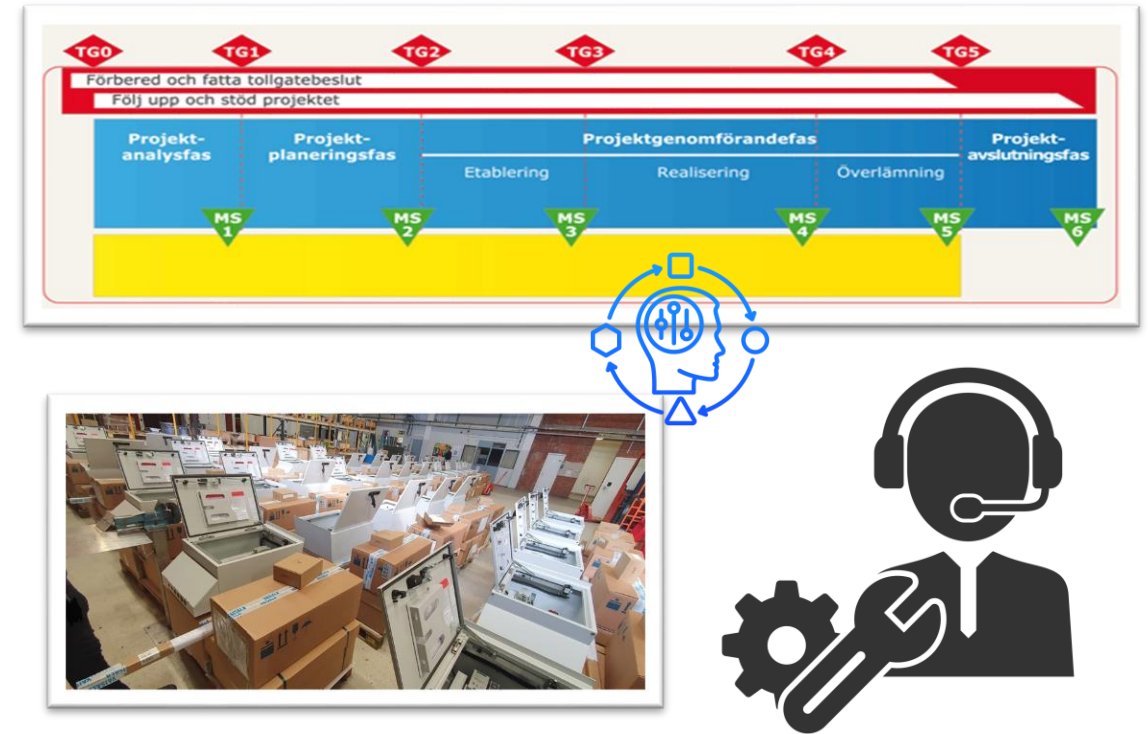 TG0 TG1 TG2 TG3 TG4 TG5
Förbered och fatta tollgatebeslut
Följ upp och stöd projektet
Projekt-
analysfas
Projekt-
planeringsfas
Projektgenomförandefas
Etablering Realisering Överlämning
Projekt-
avslutningsfas
MS
1
MS
2
MS
3
MS
4
MS
5
MS
6